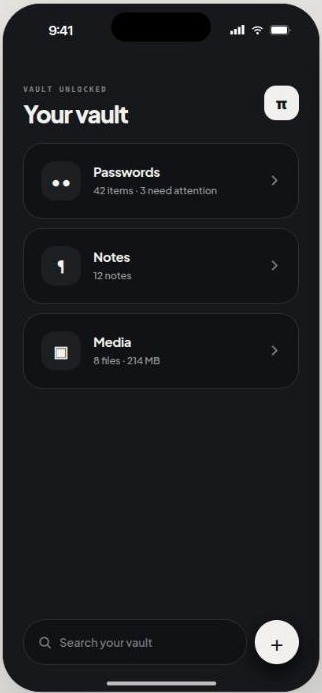 9:41
VAULT UNLOCKED
Your vault
π
Passwords
42 items · 3 need attention
¶
Notes
12 notes
Media
8 files · 214 MB
Search your vault
+